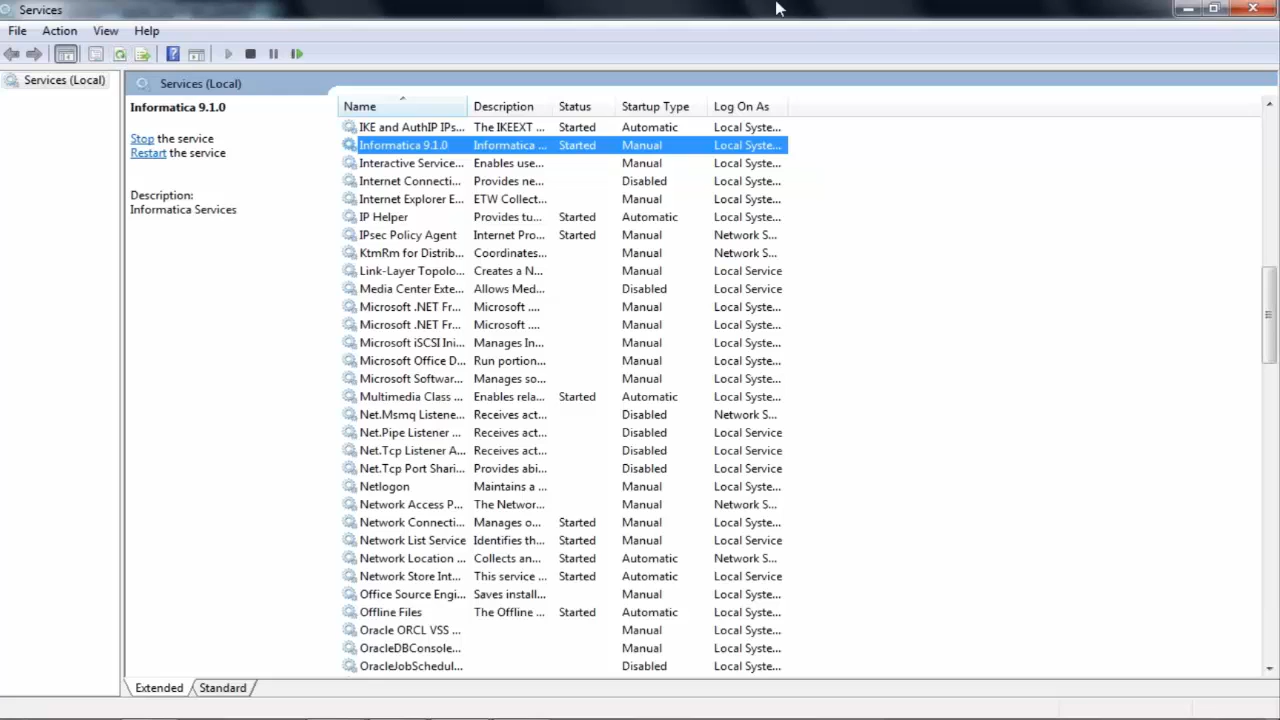 Services
File Action View Help
Services (Local)
Services (Local)
Informatica 9.1.0
Stop the service
Restart the service
Description:
Informatica Services
Name Description Status Startup Type Log On As
IKE and AuthIP IPs... The IKEEXT ... Started Automatic Local Syste...
Informatica 9.1.0 Informatica ... Started Manual Local Syste...
Interactive Service... Enables use... Manual Local Syste...
Internet Connecti... Provides ne... Disabled Local Syste...
Internet Explorer E... ETW Collect... Manual Local Syste...
IP Helper Provides tu... Started Automatic Local Syste...
IPsec Policy Agent Internet Pro... Started Manual Network S...
KtmRm for Distrib... Coordinates... Manual Network S...
Link-Layer Topolo... Creates a N... Manual Local Service
Media Center Exte... Allows Med... Disabled Local Service
Microsoft .NET Fr... Microsoft .... Manual Local Syste...
Microsoft .NET Fr... Microsoft .... Manual Local Syste...
Microsoft iSCSI Ini... Manages In... Manual Local Syste...
Microsoft Office D... Run portion... Manual Local Syste...
Microsoft Softwar... Manages so... Manual Local Syste...
Multimedia Class ... Enables rela... Started Automatic Local Syste...
Net.Msmq Listene... Receives act... Disabled Network S...
Net.Pipe Listener ... Receives act... Disabled Local Service
Net.Tcp Listener A... Receives act... Disabled Local Service
Net.Tcp Port Shari... Provides abi... Disabled Local Service
Netlogon Maintains a ... Manual Local Syste...
Network Access P... The Networ... Manual Network S...
Network Connecti... Manages o... Started Manual Local Syste...
Network List Service Identifies th... Started Manual Local Service
Network Location ... Collects an... Started Automatic Network S...
Network Store Int... This service ... Started Automatic Local Service
Office Source Engi... Saves install... Manual Local Syste...
Offline Files The Offline ... Started Automatic Local Syste...
Oracle ORCL VSS ... Manual Local Syste...
OracleDBConsole... Manual Local Syste...
OracleJobSchedul... Disabled Local Syste...
Extended Standard